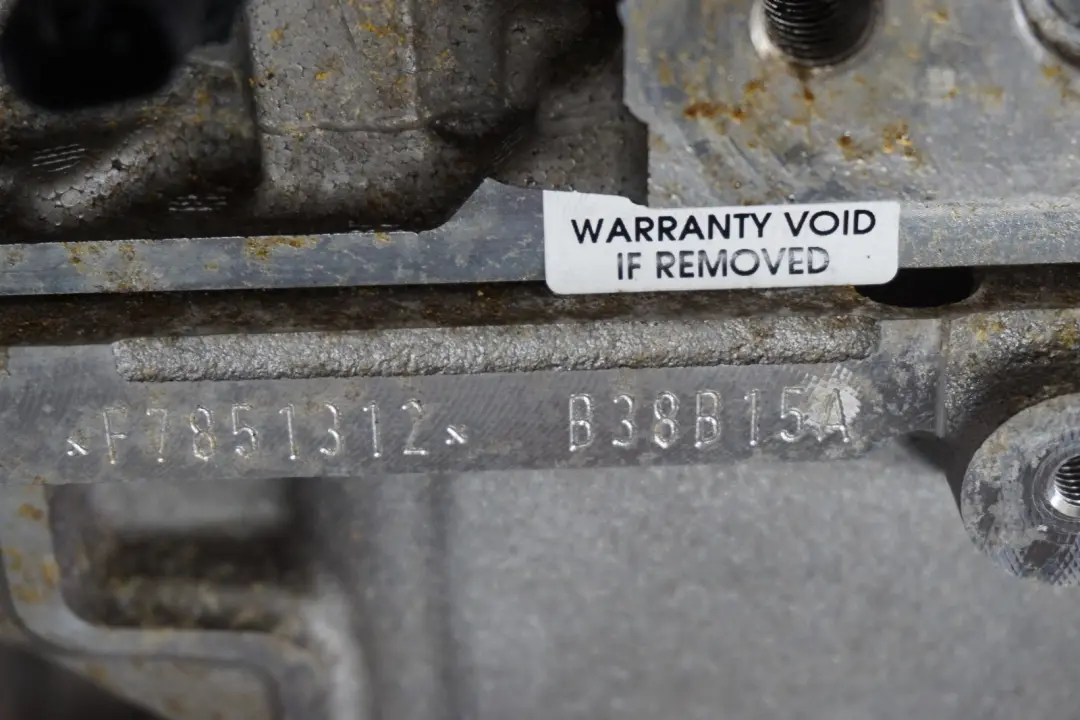 WARRANTY VOID
IF REMOVED
*F7851312* B38B15A